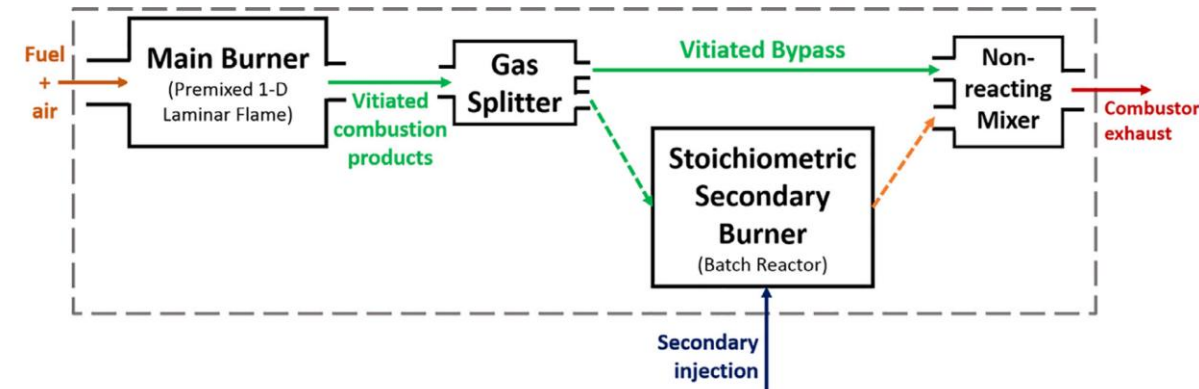 Fuel
+
air
Main Burner
(Premixed 1-D
Laminar Flame)
Vitiated
combustion
products
Gas
Splitter
Vitiated Bypass
Non-
reacting
Mixer
Combustor
exhaust
Stoichiometric
Secondary
Burner
(Batch Reactor)
Secondary
injection